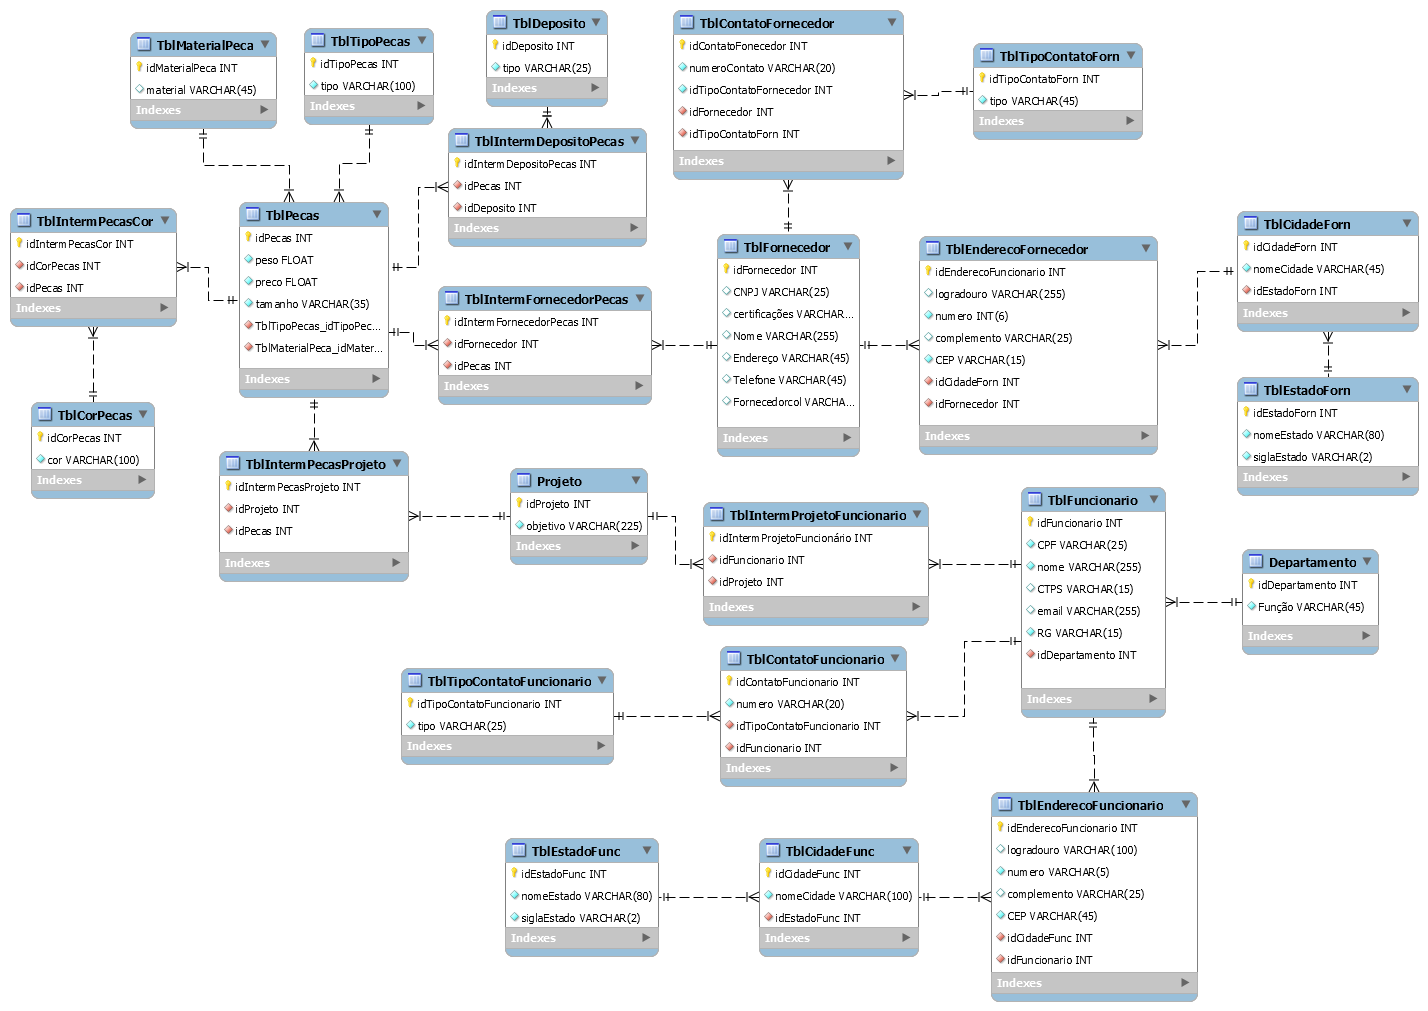 TblMaterialPeca
idMaterialPeca INT
material VARCHAR(45)
Indexes
TblTipoPecas
idTipoPecas INT
tipo VARCHAR(100)
Indexes
TblDeposito
idDeposito INT
tipo VARCHAR(25)
Indexes
TblContatoFornecedor
idContatoFonecedor INT
numeroContato VARCHAR(20)
idTipoContatoFornecedor INT
idFornecedor INT
idTipoContatoForn INT
Indexes
TblTipoContatoForn
idTipoContatoForn INT
tipo VARCHAR(45)
Indexes
TblIntermDepositoPecas
idIntermDepositoPecas INT
idPecas INT
idDeposito INT
Indexes
TblIntermPecasCor
idIntermPecasCor INT
idCorPecas INT
idPecas INT
Indexes
TblPecas
idPecas INT
peso FLOAT
preco FLOAT
tamanho VARCHAR(35)
TblTipoPecas_idTipoPec...
TblMaterialPeca_idMater...
Indexes
TblIntermFornecedorPecas
idIntermFornecedorPecas INT
idFornecedor INT
idPecas INT
Indexes
TblFornecedor
idFornecedor INT
CNPJ VARCHAR(25)
certificações VARCHAR...
Nome VARCHAR(255)
Endereço VARCHAR(45)
Telefone VARCHAR(45)
Fornecedorcol VARCHA...
Indexes
TblEnderecoFornecedor
idEnderecoFuncionario INT
logradouro VARCHAR(255)
numero INT(6)
complemento VARCHAR(25)
CEP VARCHAR(15)
idCidadeForn INT
idFornecedor INT
Indexes
TblCidadeForn
idCidadeForn INT
nomeCidade VARCHAR(45)
idEstadoForn INT
Indexes
TblEstadoForn
idEstadoForn INT
nomeEstado VARCHAR(80)
siglaEstado VARCHAR(2)
Indexes
TblCorPecas
idCorPecas INT
cor VARCHAR(100)
Indexes
TblIntermPecasProjeto
idIntermPecasProjeto INT
idProjeto INT
idPecas INT
Indexes
Projeto
idProjeto INT
objetivo VARCHAR(225)
Indexes
TblIntermProjetoFuncionario
idIntermProjetoFuncionário INT
idFuncionario INT
idProjeto INT
Indexes
TblFuncionario
idFuncionario INT
CPF VARCHAR(25)
nome VARCHAR(255)
CTPS VARCHAR(15)
email VARCHAR(255)
RG VARCHAR(15)
idDepartamento INT
Indexes
Departamento
idDepartamento INT
Função VARCHAR(45)
Indexes
TblTipoContatoFuncionario
idTipoContatoFuncionario INT
tipo VARCHAR(25)
Indexes
TblContatoFuncionario
idContatoFuncionario INT
numero VARCHAR(20)
idTipoContatoFuncionario INT
idFuncionario INT
Indexes
TblEstadoFunc
idEstadoFunc INT
nomeEstado VARCHAR(80)
siglaEstado VARCHAR(2)
Indexes
TblCidadeFunc
idCidadeFunc INT
nomeCidade VARCHAR(100)
idEstadoFunc INT
Indexes
TblEnderecoFuncionario
idEnderecoFuncionario INT
logradouro VARCHAR(100)
numero VARCHAR(5)
complemento VARCHAR(25)
CEP VARCHAR(45)
idCidadeFunc INT
idFuncionario INT
Indexes